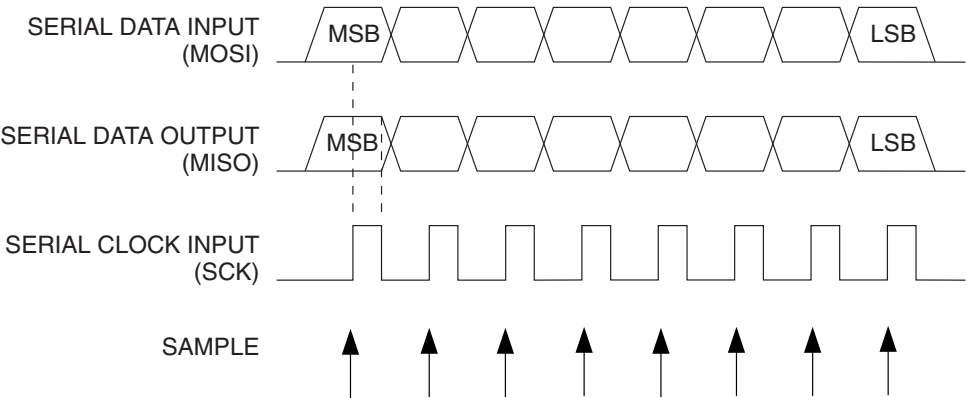 SERIAL DATA INPUT
(MOSI)
MSB
LSB
SERIAL DATA OUTPUT
(MISO)
MSB
LSB
SERIAL CLOCK INPUT
(SCK)
SAMPLE